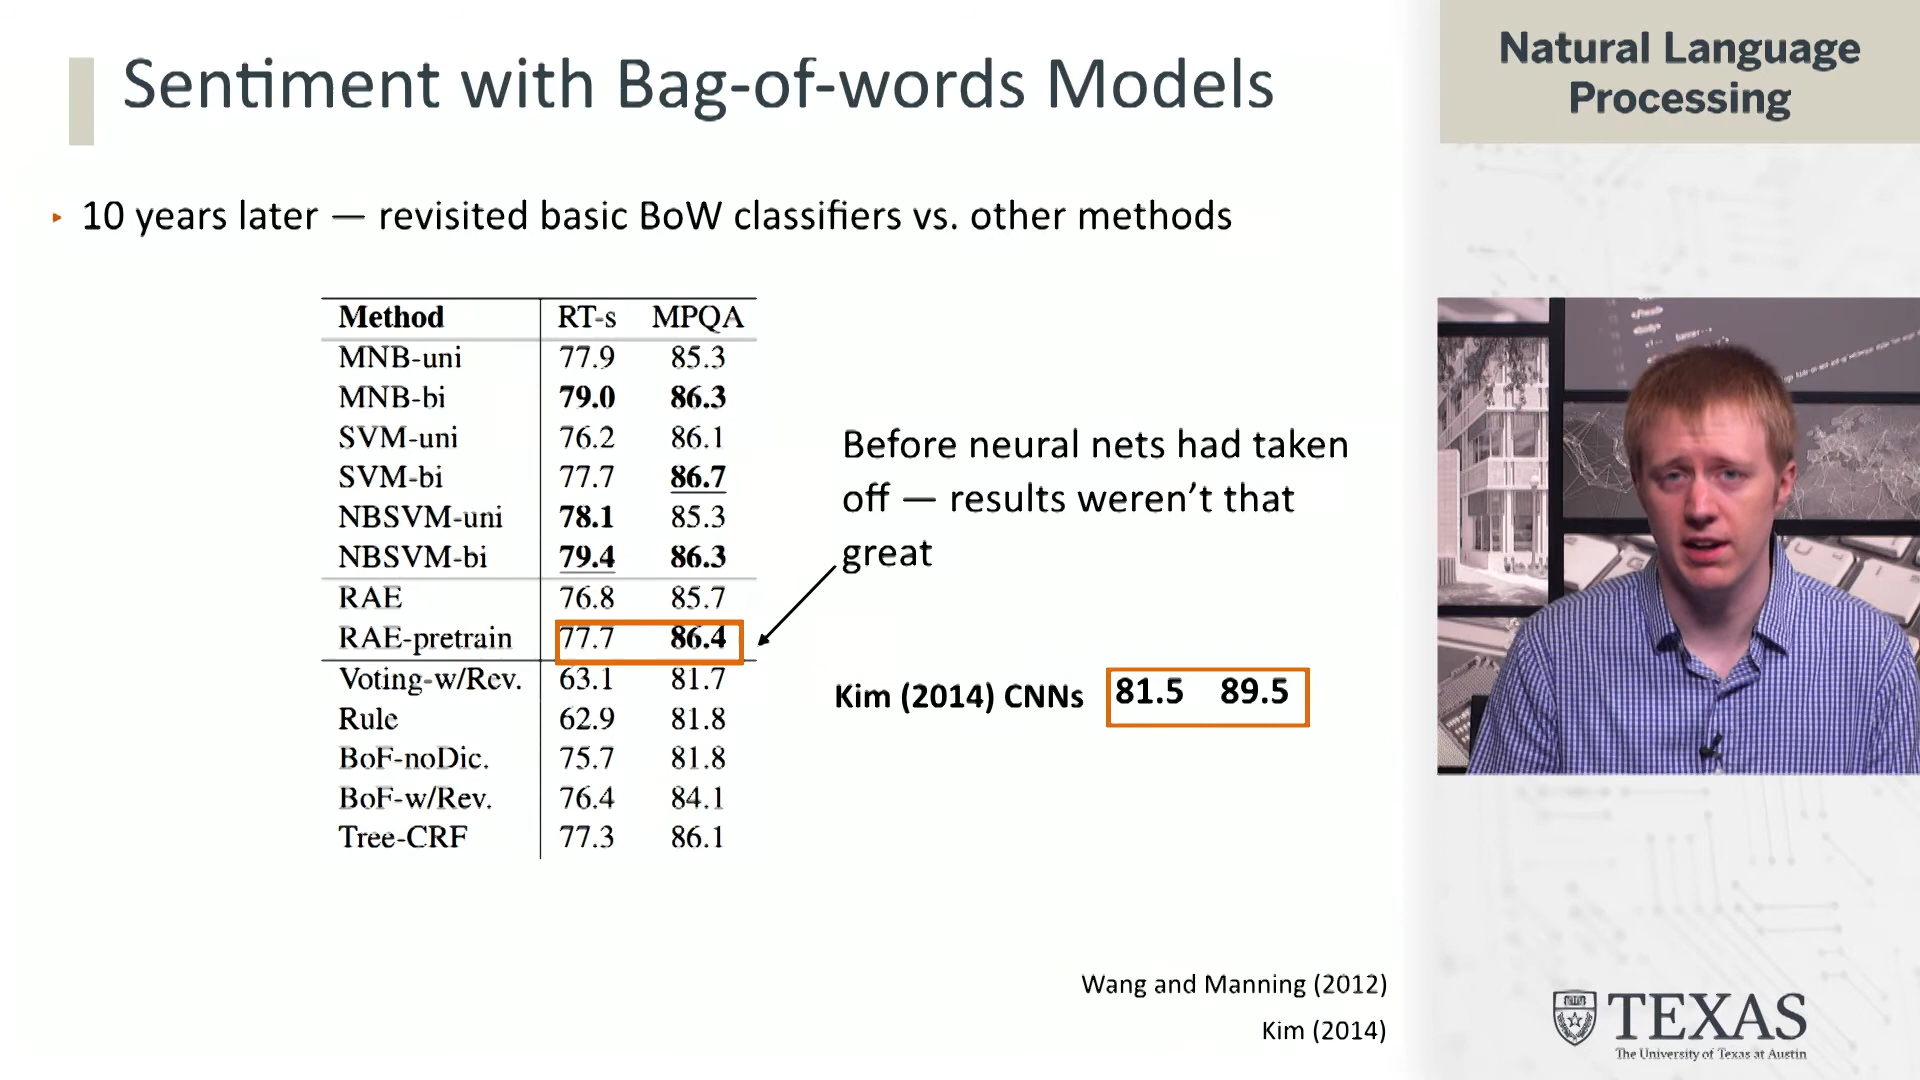 Sentiment with Bag-of-words Models
Natural Language
Processing
▸ 10 years later — revisited basic BoW classifiers vs. other methods
Method RT-s MPQA
MNB-uni 77.9 85.3
MNB-bi 79.0 86.3
SVM-uni 76.2 86.1
SVM-bi 77.7 86.7
NBSVM-uni 78.1 85.3
NBSVM-bi 79.4 86.3
RAE 76.8 85.7
RAE-pretrain 77.7 86.4
Voting-w/Rev. 63.1 81.7
Rule 62.9 81.8
BoF-noDic. 75.7 81.8
BoF-w/Rev. 76.4 84.1
Tree-CRF 77.3 86.1
Before neural nets had taken
off — results weren't that
great
Kim (2014) CNNs 81.5 89.5
Wang and Manning (2012)
Kim (2014)
TEXAS
The University of Texas at Austin